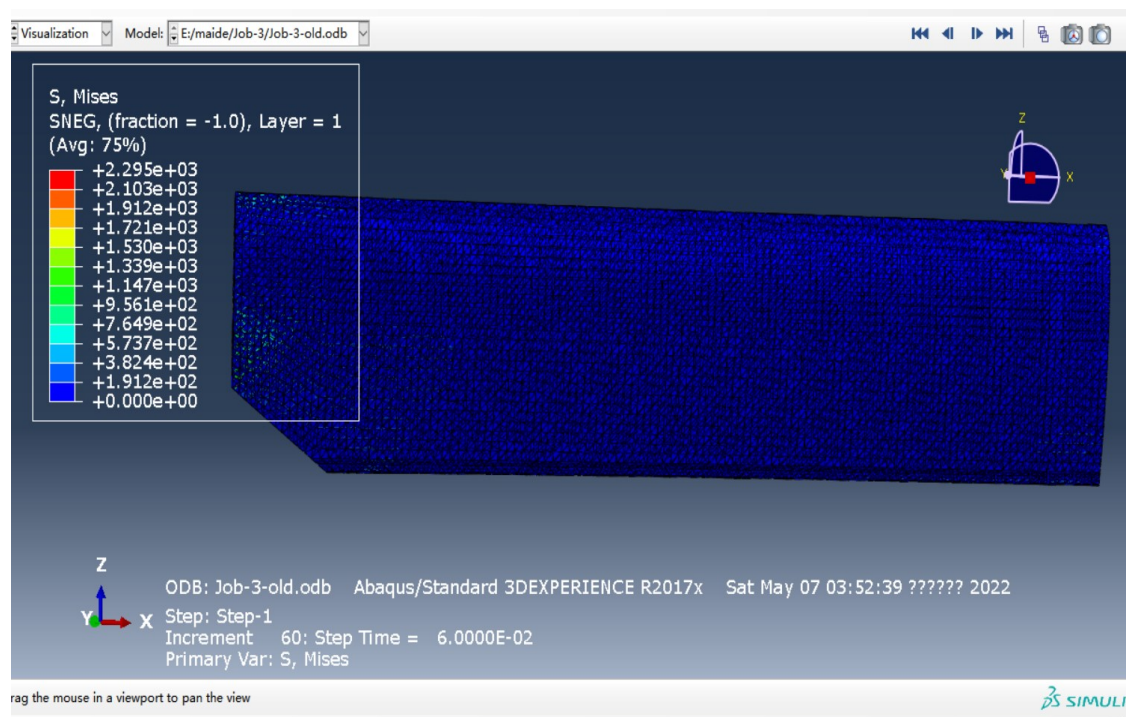 Visualization Model: E:/maide/Job-3/Job-3-old.odb
S, Mises
SNEG, (fraction = -1.0), Layer = 1
(Avg: 75%)
+2.295e+03
+2.103e+03
+1.912e+03
+1.721e+03
+1.530e+03
+1.339e+03
+1.147e+03
+9.561e+02
+7.649e+02
+5.737e+02
+3.824e+02
+1.912e+02
+0.000e+00
Z
Y X
Z
Y X
ODB: Job-3-old.odb Abaqus/Standard 3DEXPERIENCE R2017x Sat May 07 03:52:39 ?????? 2022
Step: Step-1
Increment 60: Step Time = 6.0000E-02
Primary Var: S, Mises
rag the mouse in a viewport to pan the view
SIMULI